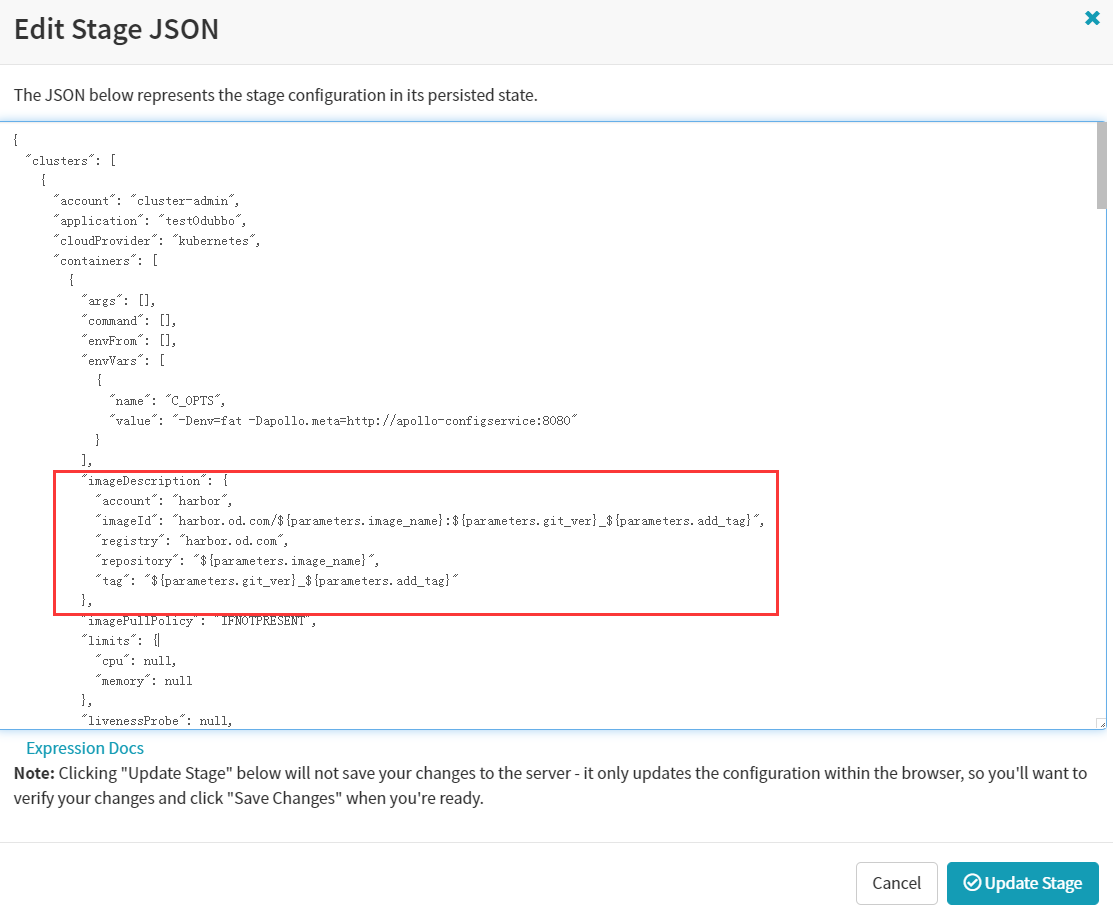 Edit Stage JSON
The JSON below represents the stage configuration in its persisted state.
{
  "clusters": [
    {
      "account": "cluster-admin",
      "application": "test0dubbo",
      "cloudProvider": "kubernetes",
      "containers": [
        {
          "args": [],
          "command": [],
          "envFrom": [],
          "envVars": [
            {
              "name": "C_OPTS",
              "value": "-Denv=fat -Dapollo.meta=http://apollo-configservice:8080"
            }
          ],
          "imageDescription": {
            "account": "harbor",
            "imageId": "harbor.od.com/${parameters.image_name}:${parameters.git_ver}_${parameters.add_tag}",
            "registry": "harbor.od.com",
            "repository": "${parameters.image_name}",
            "tag": "${parameters.git_ver}_${parameters.add_tag}"
          },
          "imagePullPolicy": "IFNOTPRESENT",
          "limits": {
            "cpu": null,
            "memory": null
          },
          "livenessProbe": null,
Expression Docs
Note: Clicking "Update Stage" below will not save your changes to the server - it only updates the configuration within the browser, so you'll want to
verify your changes and click "Save Changes" when you're ready.
Cancel
Update Stage